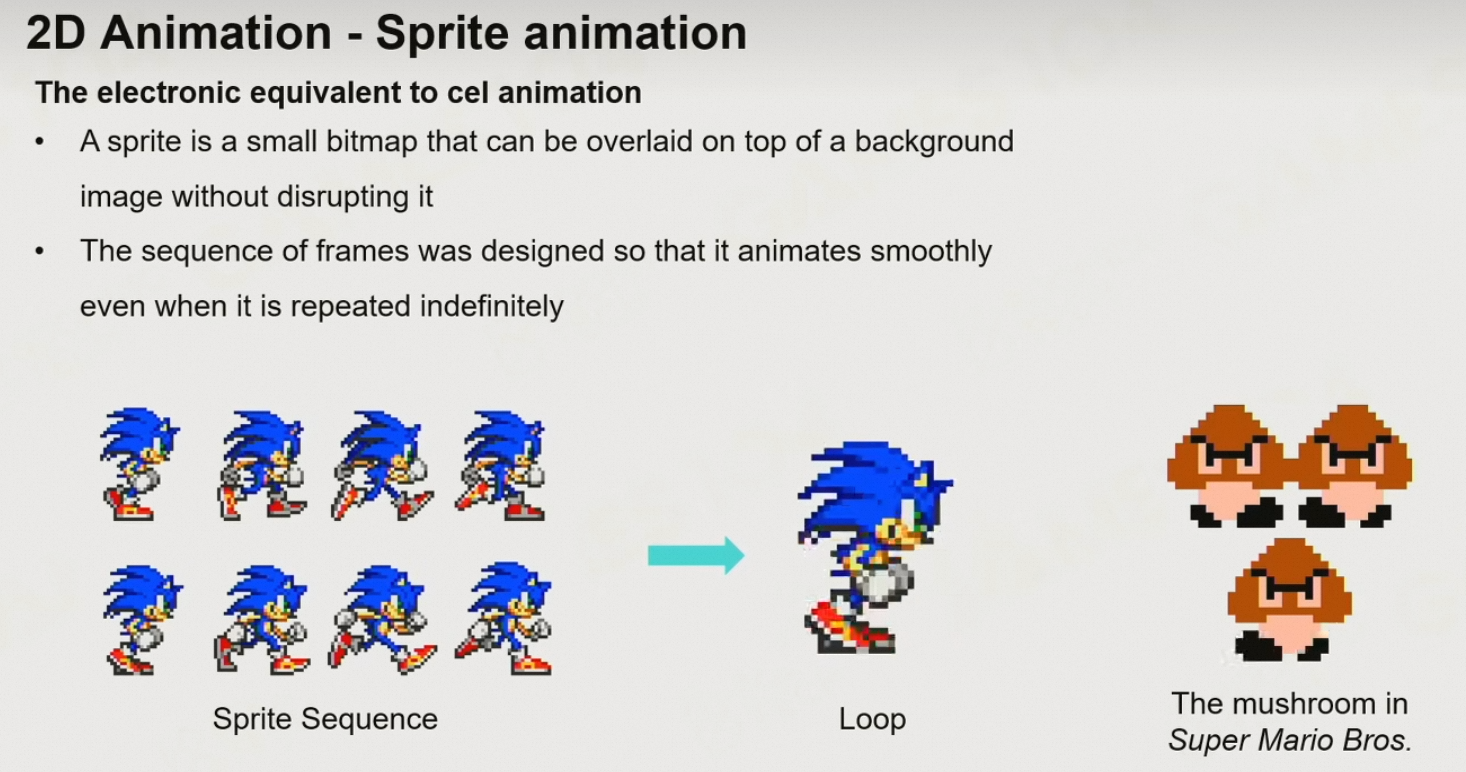 2D Animation - Sprite animation
The electronic equivalent to cel animation
• A sprite is a small bitmap that can be overlaid on top of a background
image without disrupting it
• The sequence of frames was designed so that it animates smoothly
even when it is repeated indefinitely
Sprite Sequence
Loop
The mushroom in
Super Mario Bros.